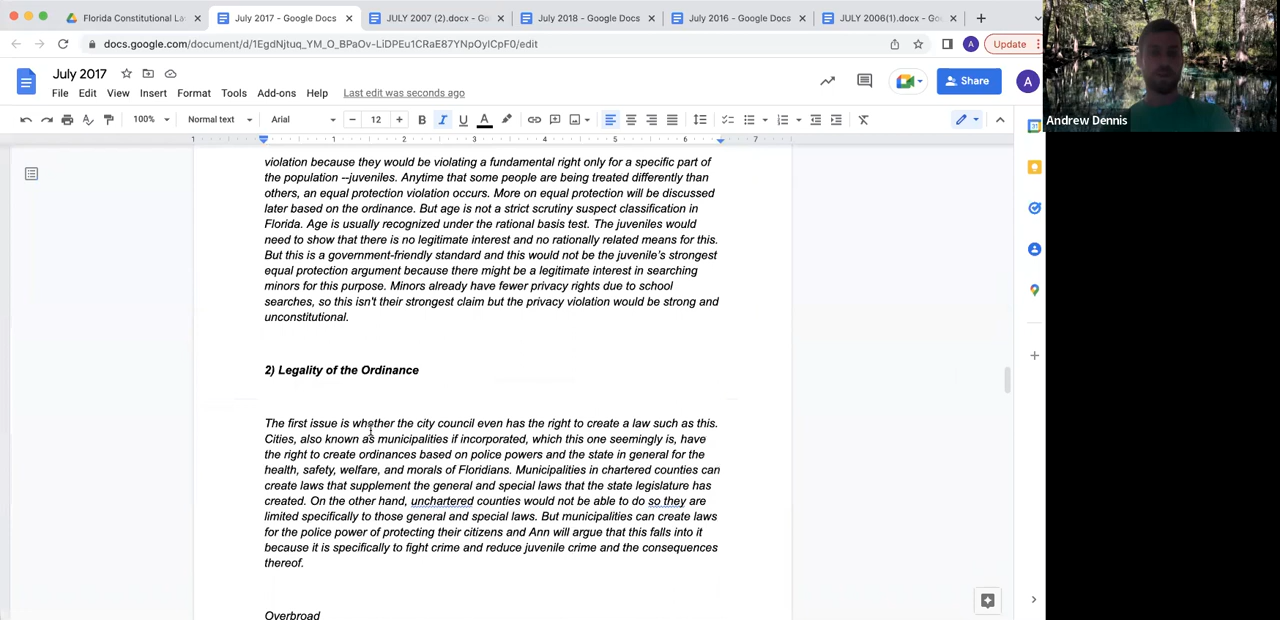 Florida Constitutional La
July 2017 - Google Docs
JULY 2007 (2).docx - Go
July 2018 - Google Docs
July 2016 - Google Docs
JULY 2006(1).docx - Go
docs.google.com/document/d/1EgdNjtuq_YM_O_BPaOv-LiDPEu1CRaE87YNpOylCpF0/edit
A
Update
July 2017
File Edit View Insert Format Tools Add-ons Help Last edit was seconds ago
Share
A
100% Normal text Arial 12 B I U A
1 1 2 3 4 5 6 7
Andrew Dennis
violation because they would be violating a fundamental right only for a specific part of
the population --juveniles. Anytime that some people are being treated differently than
others, an equal protection violation occurs. More on equal protection will be discussed
later based on the ordinance. But age is not a strict scrutiny suspect classification in
Florida. Age is usually recognized under the rational basis test. The juveniles would
need to show that there is no legitimate interest and no rationally related means for this.
But this is a government-friendly standard and this would not be the juvenile's strongest
equal protection argument because there might be a legitimate interest in searching
minors for this purpose. Minors already have fewer privacy rights due to school
searches, so this isn't their strongest claim but the privacy violation would be strong and
unconstitutional.
2) Legality of the Ordinance
The first issue is whether the city council even has the right to create a law such as this.
Cities, also known as municipalities if incorporated, which this one seemingly is, have
the right to create ordinances based on police powers and the state in general for the
health, safety, welfare, and morals of Floridians. Municipalities in chartered counties can
create laws that supplement the general and special laws that the state legislature has
created. On the other hand, unchartered counties would not be able to do so they are
limited specifically to those general and special laws. But municipalities can create laws
for the police power of protecting their citizens and Ann will argue that this falls into it
because it is specifically to fight crime and reduce juvenile crime and the consequences
thereof.
Overbroad